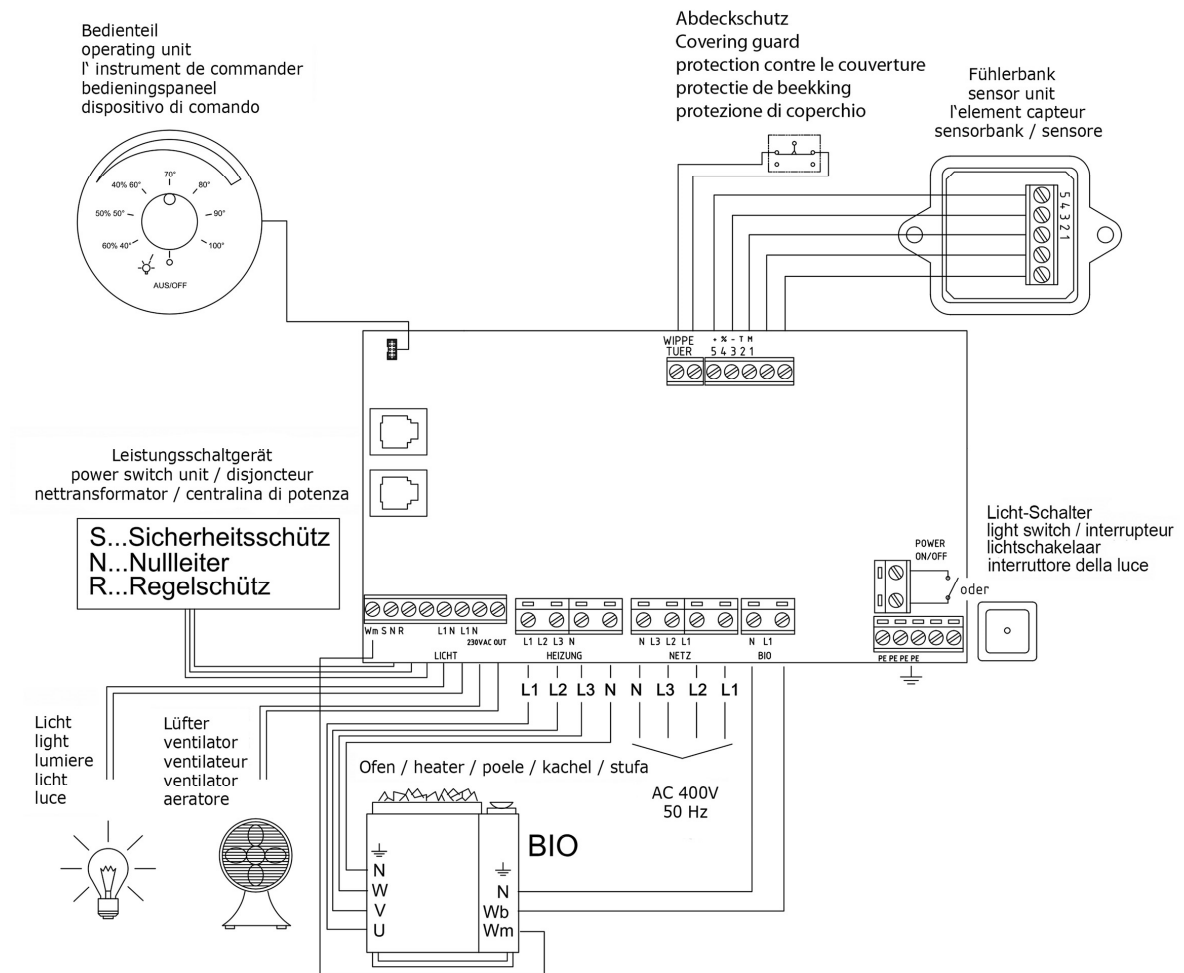 Bedienteil
operating unit
l' instrument de commander
bedieningspaneel
dispositivo di comando
Abdeckschutz
Covering guard
protection contre le couverture
protectie de beekking
protezione di coperchio
Fühlerbank
sensor unit
l'element capteur
sensorbank / sensore
5 4 3 2 1
70°
40% 60°
80°
50% 50°
90°
60% 40°
100°
AUS/OFF
WIPPE
TUER
+ % - T M
5 4 3 2 1
Leistungsschaltgerät
power switch unit / disjoncteur
nettransformator / centralina di potenza
S...Sicherheitsschütz
N...Nullleiter
R...Regelschütz
Licht-Schalter
light switch / interrupteur
lichtschakelaar
interruttore della luce
POWER
ON/OFF
oder
Wm S N R
L1 N L1 N
230VAC OUT
LICHT
L1 L2 L3 N
HEIZUNG
N L3 L2 L1
NETZ
N L1
BIO
PE PE PE PE
L1 L2 L3 N N L3 L2 L1
Licht
light
lumiere
licht
luce
Lüfter
ventilator
ventilateur
ventilator
aeratore
Ofen / heater / poele / kachel / stufa
AC 400V
50 Hz
BIO
N
W
V
U
N
Wb
Wm